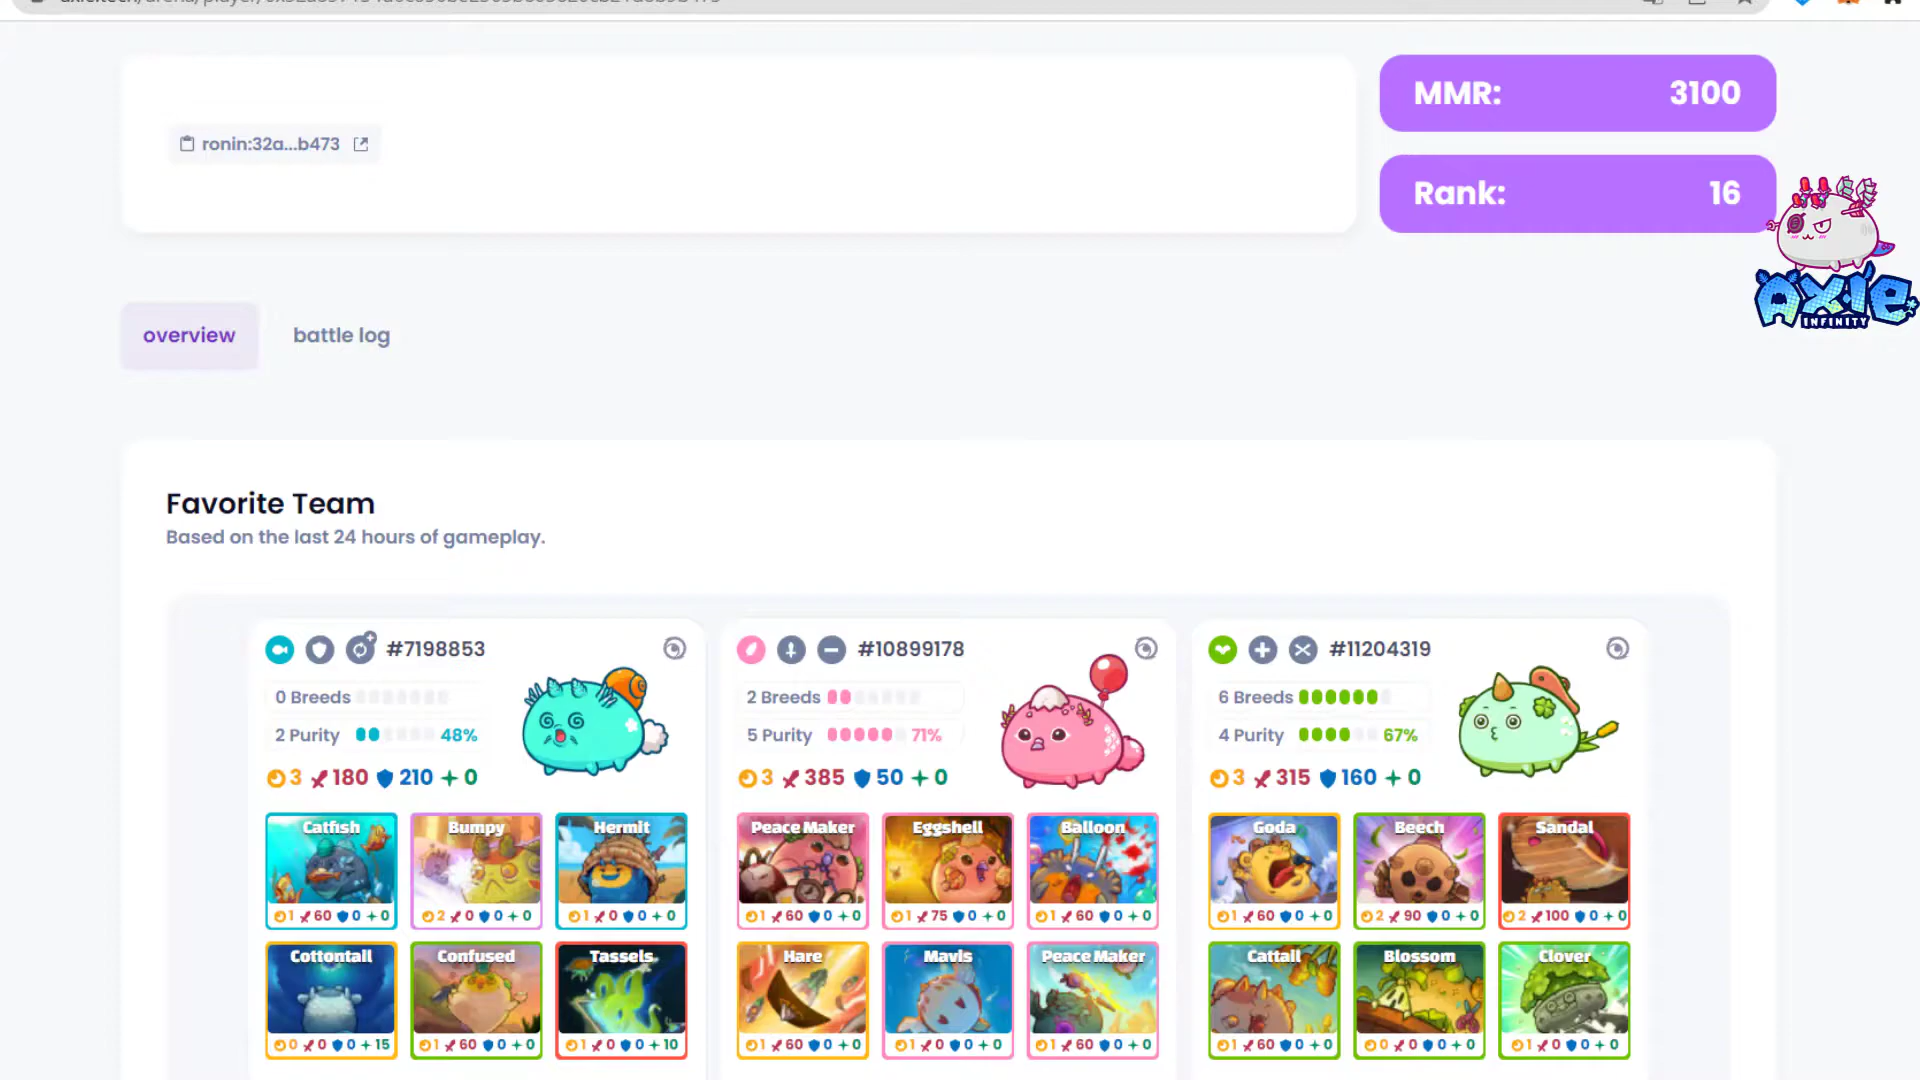 MMR: 3100
ronin:32a...b473
Rank: 16
AXIE
INFINITY
overview
battle log
Favorite Team
Based on the last 24 hours of gameplay.
#7198853
0 Breeds
2 Purity 48%
3 180 210 0
Catfish
1 60 0 +0
Bumpy
2 0 0 +0
Hermit
1 0 0 +0
Cottontail
0 0 0 +15
Confused
1 60 0 +0
Tassels
1 0 0 +10
#10899178
2 Breeds
5 Purity 71%
3 385 50 +0
Peace Maker
1 60 0 +0
Eggshell
1 75 0 +0
Balloon
1 60 0 +0
Hare
1 60 0 +0
Mavis
1 0 0 +0
Peace Maker
1 60 0 +0
#11204319
6 Breeds
4 Purity 67%
3 315 160 +0
Goda
1 60 0 +0
Beech
2 90 0 +0
Sandal
2 100 0 +0
Cattail
1 60 0 +0
Blossom
0 0 0 +0
Clover
1 0 0 +0